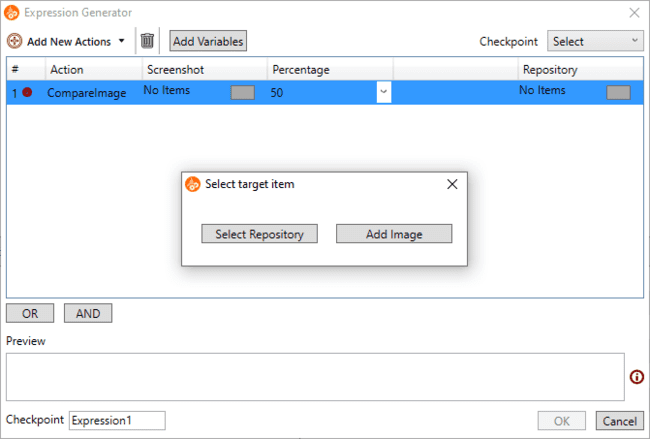 Expression Generator
Add New Actions
Add Variables
Checkpoint
Select
# Action Screenshot Percentage Repository
1 CompareImage No Items 50 No Items
Select target item
Select Repository Add Image
OR AND
Preview
Checkpoint Expression1
OK Cancel